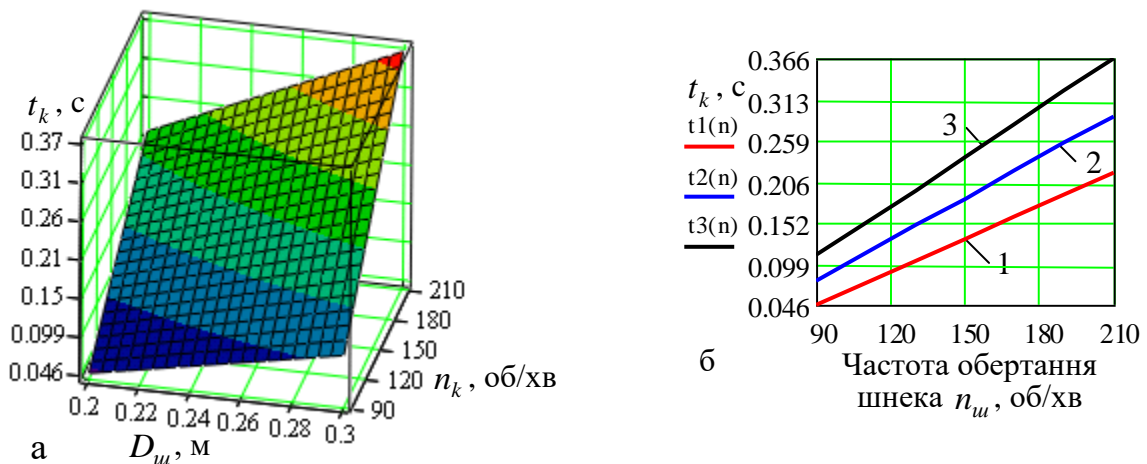 t_k, с
0.37
0.31
0.26
0.21
0.15
0.099
0.046
0.2 0.22 0.24 0.26 0.28 0.3
D_ш, м
210
180
150
120
90
n_k, об/хв
а
t_k, с
t1(n)
t2(n)
t3(n)
0.366
0.313
0.259
0.206
0.152
0.099
0.046
3
2
1
90 120 150 180 210
Частота обертання
шнека n_ш, об/хв
б